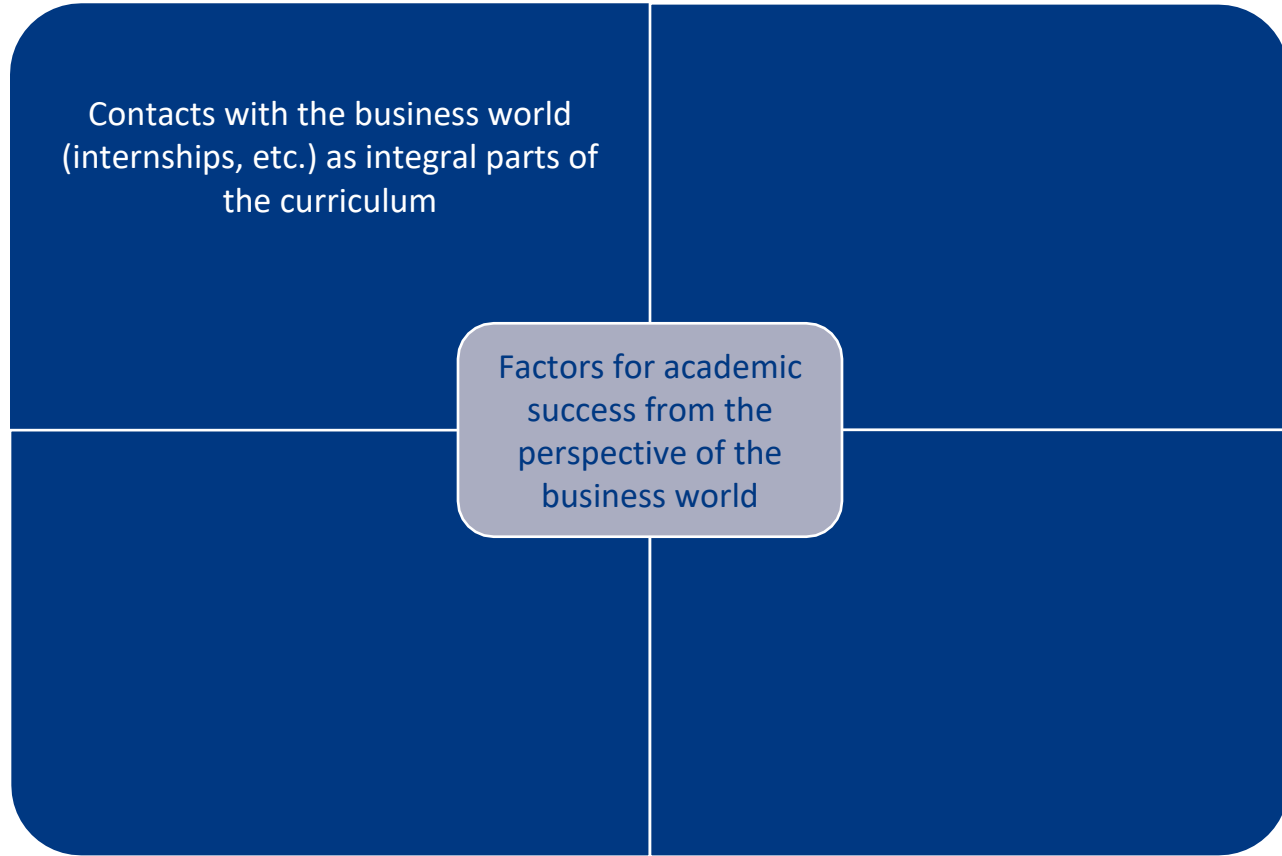 Contacts with the business world
(internships, etc.) as integral parts of
the curriculum
Factors for academic
success from the
perspective of the
business world